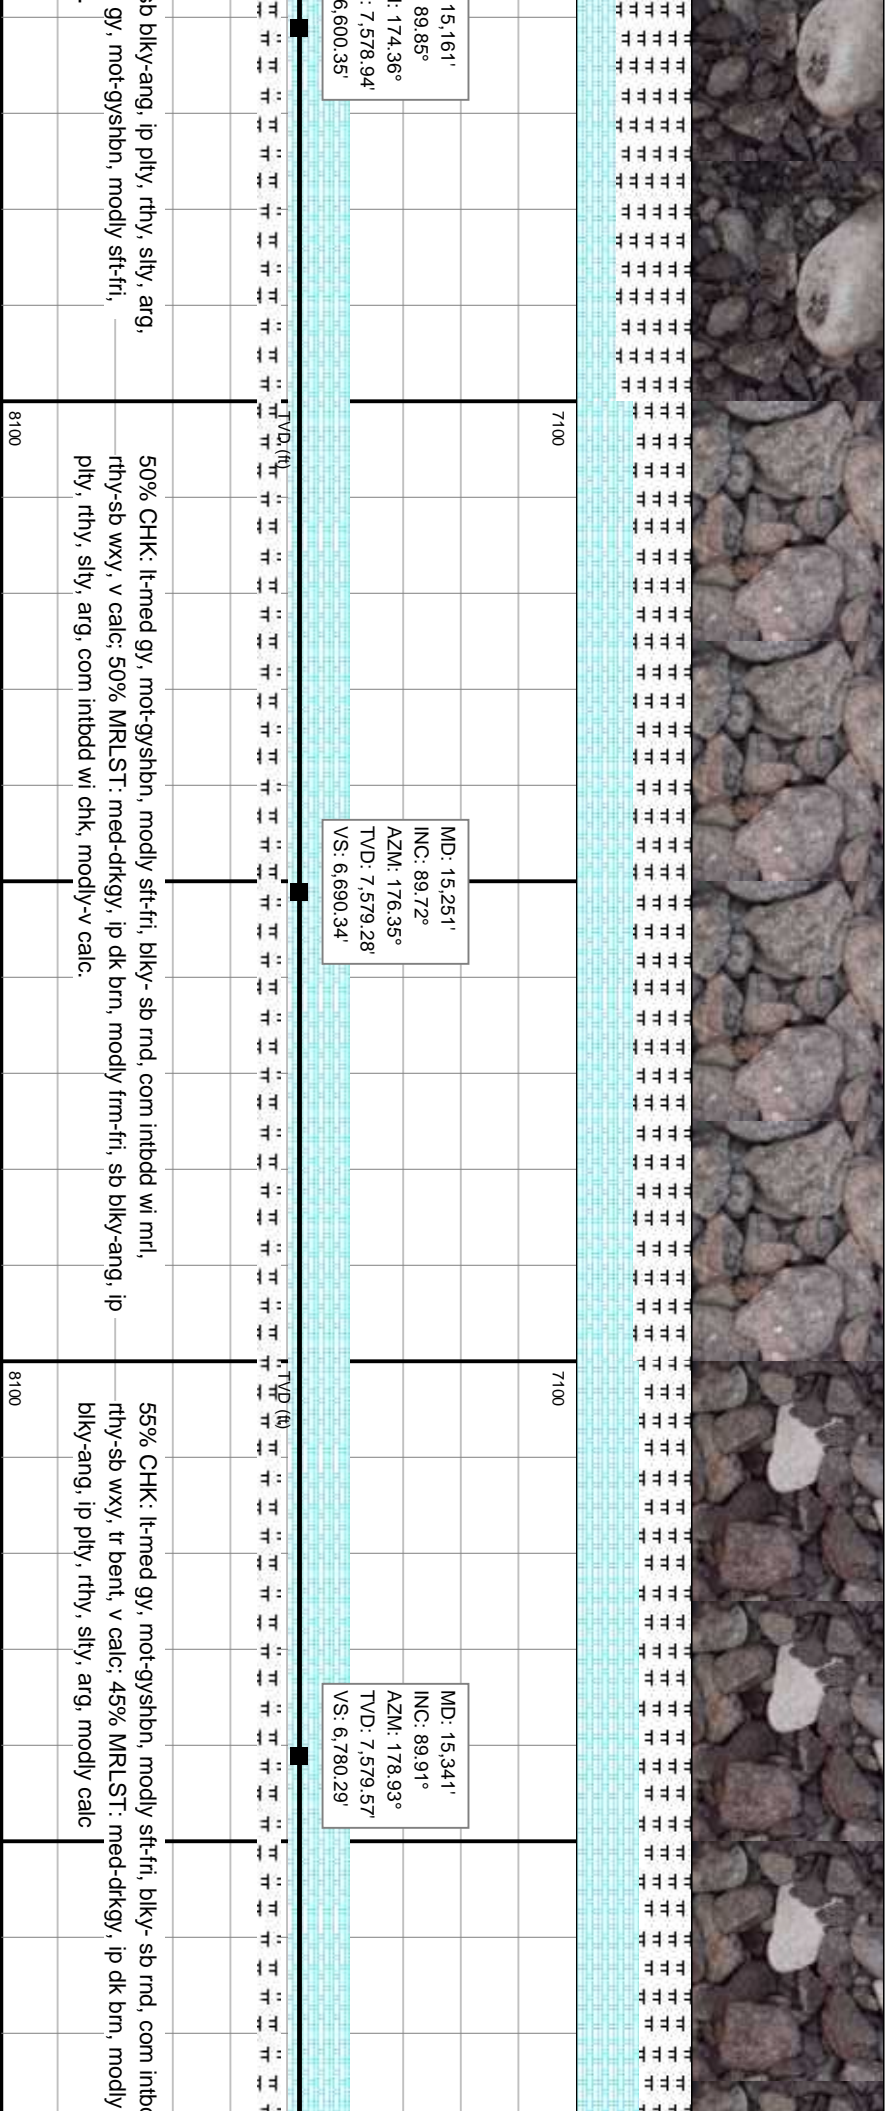 sb blky-ang, ip plty, rthy, slty, arg,
gy, mot-gyshbn, modly sft-fri,
15,161'
89.85°
: 174.36°
: 7,578.94'
6,600.35'
7100
TVD (ft)
8100
50% CHK: lt-med gy, mot-gyshbn, modly sft-fri, blky- sb rnd, com intbdd wi mrl,
rthy-sb wxy, v calc; 50% MRLST: med-drkgy, ip dk brn, modly frm-fri, sb blky-ang, ip
plty, rthy, slty, arg, com intbdd wi chk, modly-v calc.
MD: 15,251'
INC: 89.72°
AZM: 176.35°
TVD: 7,579.28'
VS: 6,690.34'
7100
TVD (ft)
8100
55% CHK: lt-med gy, mot-gyshbn, modly sft-fri, blky- sb rnd, com
rthy-sb wxy, tr bent, v calc; 45% MRLST: med-drkgy, ip dk brn, modly
blky-ang, ip plty, rthy, slty, arg, modly calc
MD: 15,341'
INC: 89.91°
AZM: 178.93°
TVD: 7,579.57'
VS: 6,780.29'